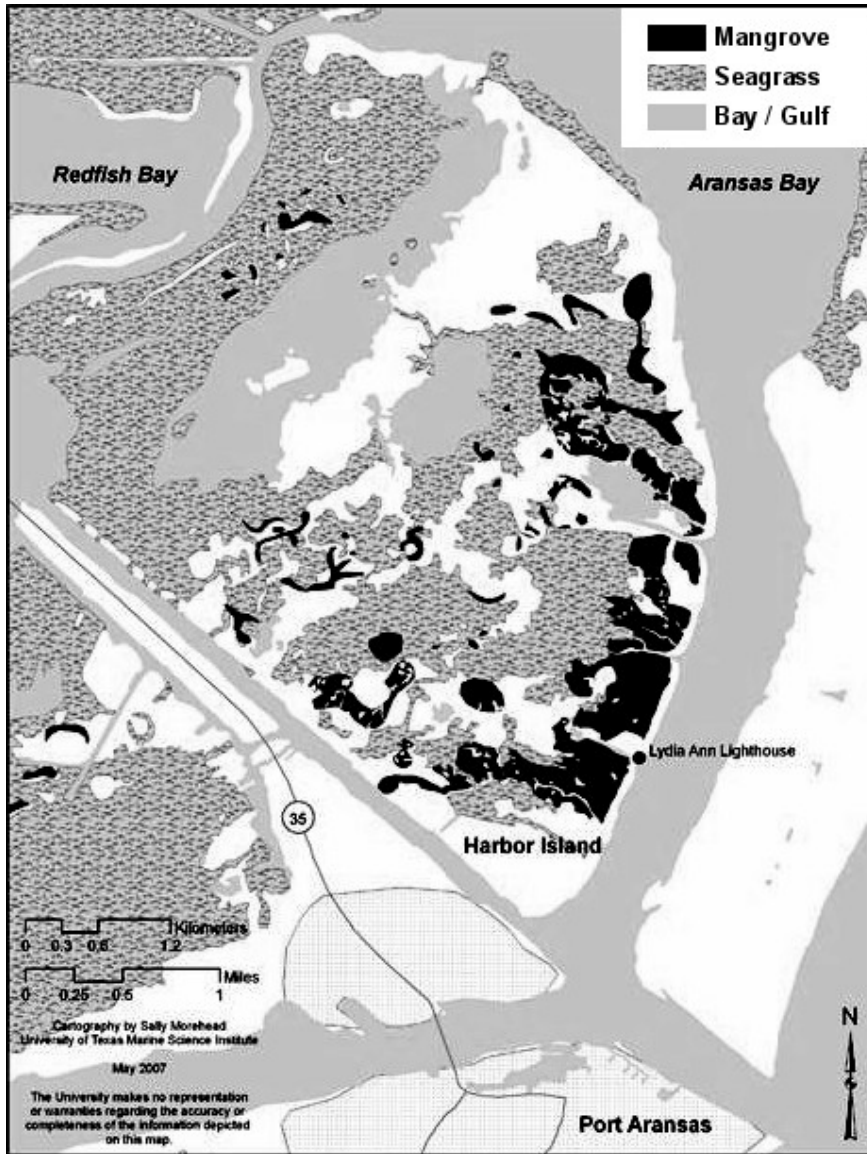 Mangrove
Seagrass
Bay / Gulf
Redfish Bay
Aransas Bay
Lydia Ann Lighthouse
35
Harbor Island
Kilometers
0 0.3 0.6 1.2
Miles
0 0.25 0.5 1
Cartography by Sally Morehead
University of Texas Marine Science Institute
May 2007
The University makes no representation
or warranties regarding the accuracy or
completeness of the information depicted
on this map.
N
Port Aransas